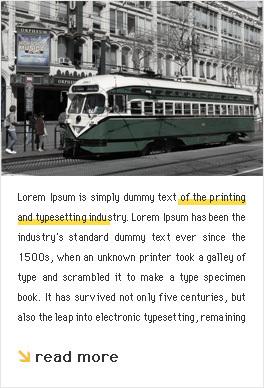 ORPHEUM
Lorem Ipsum is simply dummy text of the printing
and typesetting industry. Lorem Ipsum has been the
industry's standard dummy text ever since the
1500s, when an unknown printer took a galley of
type and scrambled it to make a type specimen
book. It has survived not only five centuries, but
also the leap into electronic typesetting, remaining
read more